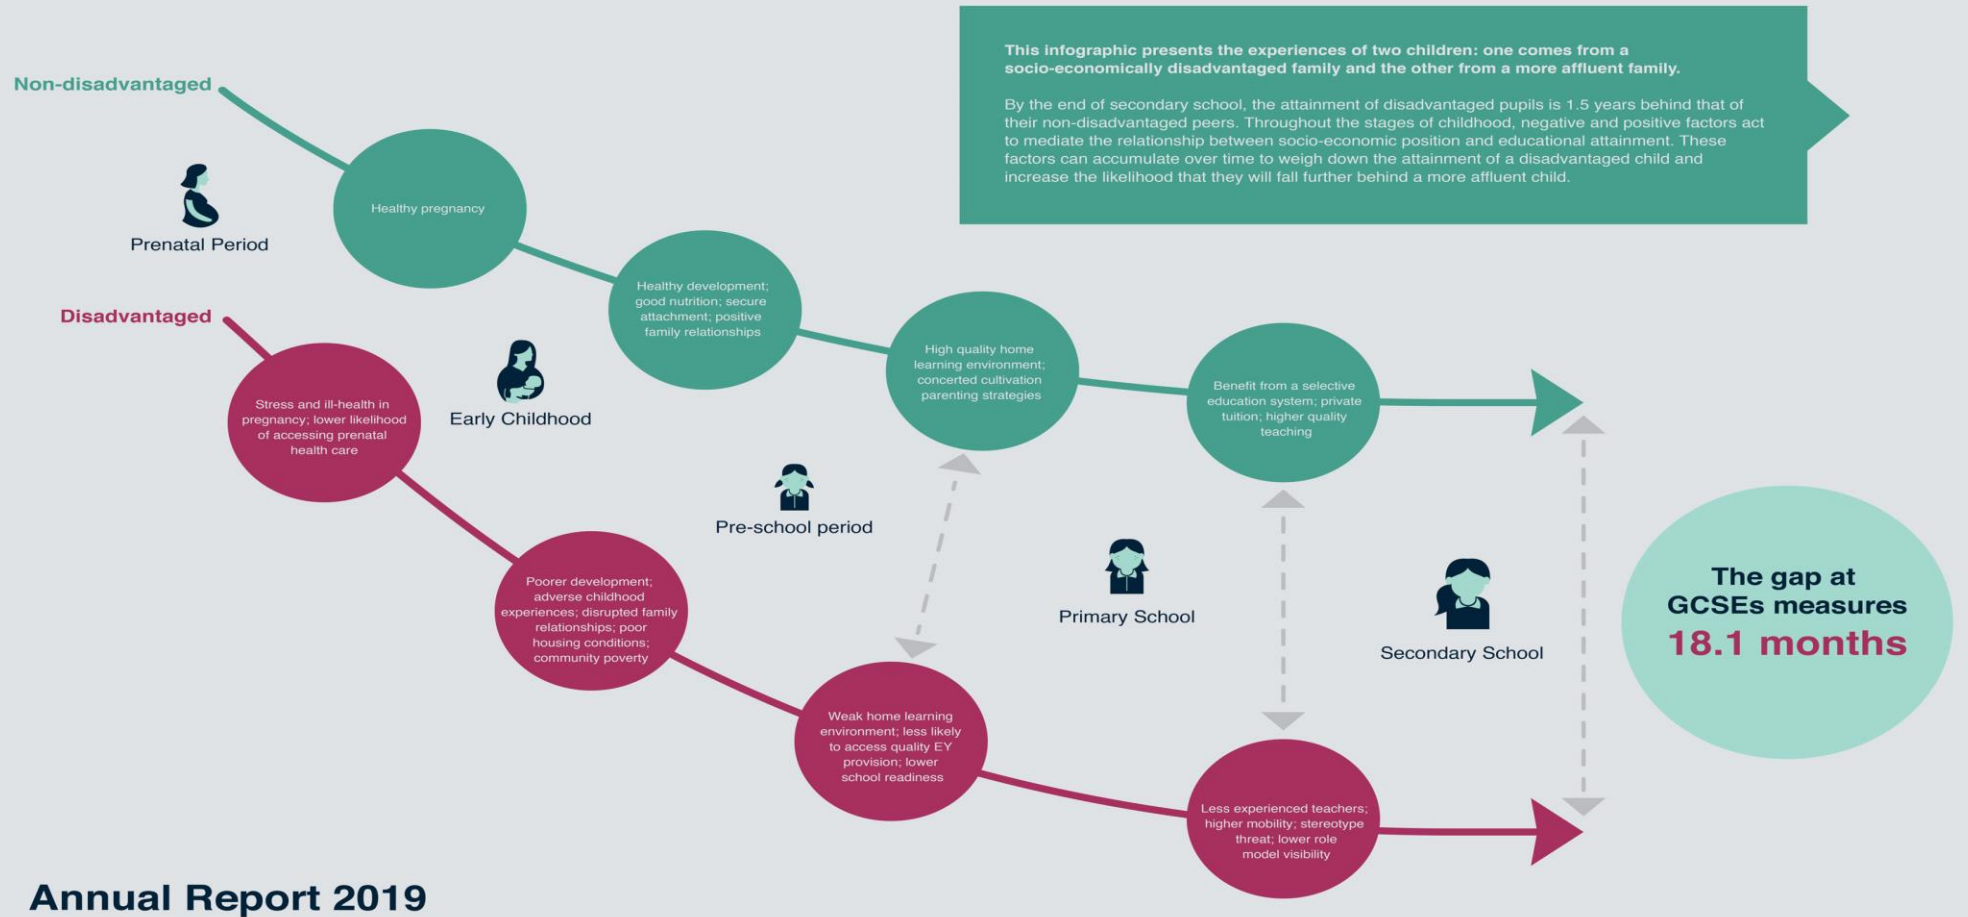 This infographic presents the experiences of two children: one comes from a
socio-economically disadvantaged family and the other from a more affluent family.
By the end of secondary school, the attainment of disadvantaged pupils is 1.5 years behind that of
their non-disadvantaged peers. Throughout the stages of childhood, negative and positive factors act
to mediate the relationship between socio-economic position and educational attainment. These
factors can accumulate over time to weigh down the attainment of a disadvantaged child and
increase the likelihood that they will fall further behind a more affluent child.
Non-disadvantaged
Prenatal Period
Healthy pregnancy
Healthy development;
good nutrition; secure
attachment; positive
family relationships
High quality home
learning environment;
concerted cultivation
parenting strategies
Benefit from a selective
education system; private
tuition; higher quality
teaching
Disadvantaged
Stress and ill-health in
pregnancy; lower likelihood
of accessing prenatal
health care
Early Childhood
Pre-school period
Primary School
Secondary School
Poorer development;
adverse childhood
experiences; disrupted family
relationships; poor
housing conditions;
community poverty
Weak home learning
environment; less likely
to access quality EY
provision; lower
school readiness
Less experienced teachers;
higher mobility; stereotype
threat; lower role
model visibility
The gap at
GCSEs measures
18.1 months
Annual Report 2019